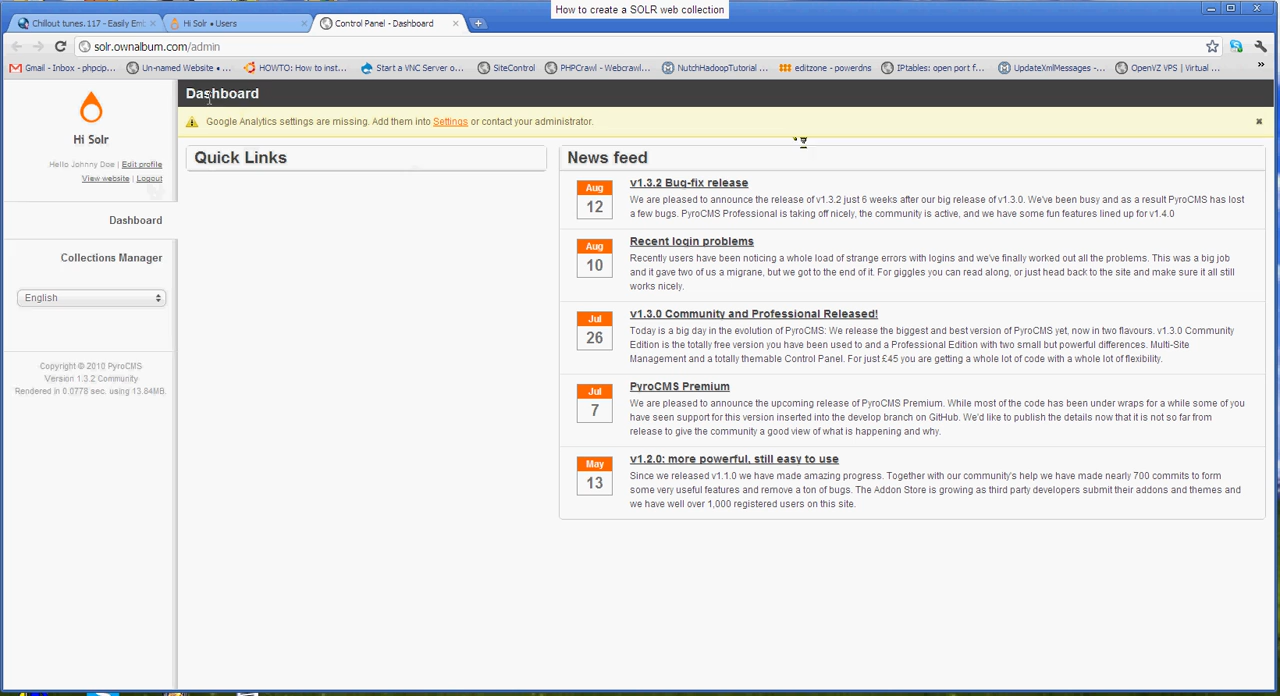 How to create a SOLR web collection
Chillout tunes.117 - Easily Em
Hi Solr • Users
Control Panel - Dashboard
solr.ownalbum.com/admin
Gmail - Inbox - phpcip... Un-named Website •... HOWTO: How to inst... Start a VNC Server o... SiteControl PHPCrawl - Webcrawl... NutchHadoopTutorial ... editzone - powerdns IPtables: open port f... UpdateXmlMessages - ... OpenVZ VPS | Virtual ... »
Dashboard
Google Analytics settings are missing. Add them into Settings or contact your administrator.
Hi Solr
Hello Johnny Doe | Edit profile
View website | Logout
Dashboard
Collections Manager
English
Copyright © 2010 PyroCMS
Version 1.3.2 Community
Rendered in 0.0778 sec. using 13.84MB.
Quick Links
News feed
Aug
12
v1.3.2 Bug-fix release
We are pleased to announce the release of v1.3.2 just 6 weeks after our big release of v1.3.0. We've been busy and as a result PyroCMS has lost
a few bugs. PyroCMS Professional is taking off nicely, the community is active, and we have some fun features lined up for v1.4.0
Aug
10
Recent login problems
Recently users have been noticing a whole load of strange errors with logins and we've finally worked out all the problems. This was a big job
and it gave two of us a migrane, but we got to the end of it. For giggles you can read along, or just head back to the site and make sure it all still
works nicely.
Jul
26
v1.3.0 Community and Professional Released!
Today is a big day in the evolution of PyroCMS: We release the biggest and best version of PyroCMS yet, now in two flavours. v1.3.0 Community
Edition is the totally free version you have been used to and a Professional Edition with two small but powerful differences. Multi-Site
Management and a totally themable Control Panel. For just £45 you are getting a whole lot of code with a whole lot of flexibility.
Jul
7
PyroCMS Premium
We are pleased to announce the upcoming release of PyroCMS Premium. While most of the code has been under wraps for a while some of you
have seen support for this version inserted into the develop branch on GitHub. We'd like to publish the details now that it is not so far from
release to give the community a good view of what is happening and why.
May
13
v1.2.0: more powerful, still easy to use
Since we released v1.1.0 we have made amazing progress. Together with our community's help we have made nearly 700 commits to form
some very useful features and remove a ton of bugs. The Addon Store is growing as third party developers submit their addons and themes and
we have well over 1,000 registered users on this site.